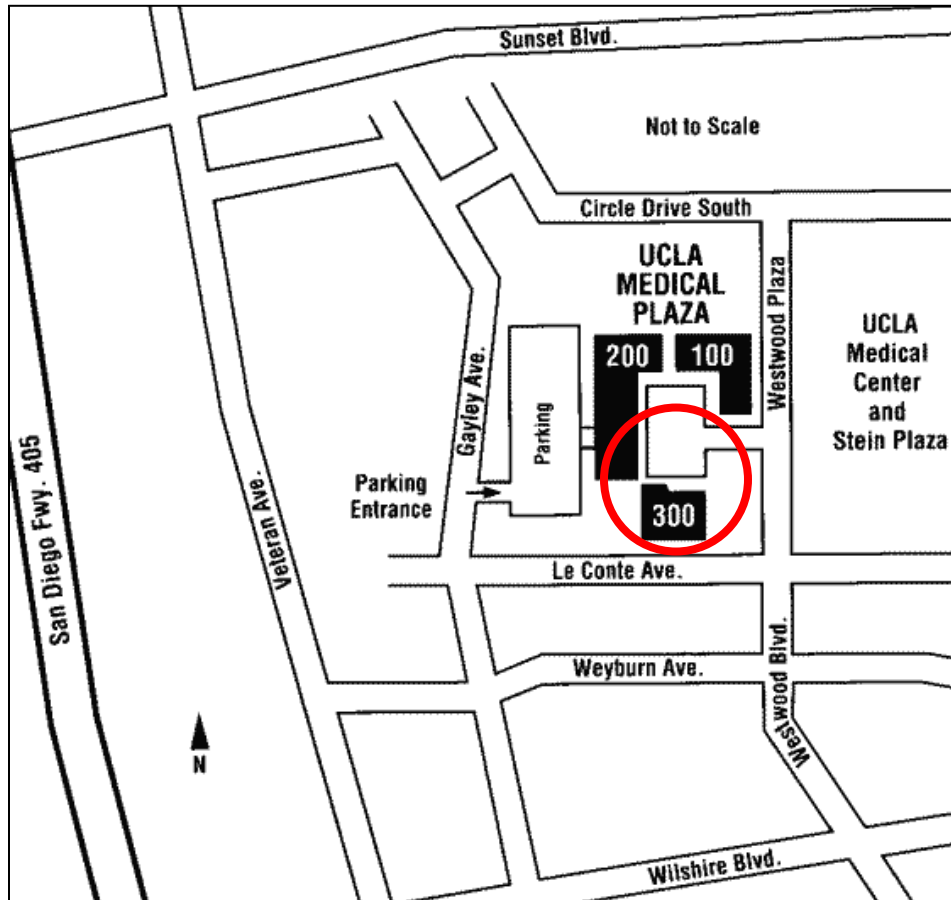 Sunset Blvd.
Not to Scale
Circle Drive South
UCLA
MEDICAL
PLAZA
Westwood Plaza
200
100
UCLA
Medical
Center
and
Stein Plaza
Gayley Ave.
Parking
Parking
Entrance
300
San Diego Fwy. 405
Veteran Ave.
Le Conte Ave.
Weyburn Ave.
Westwood Blvd.
N
Wilshire Blvd.